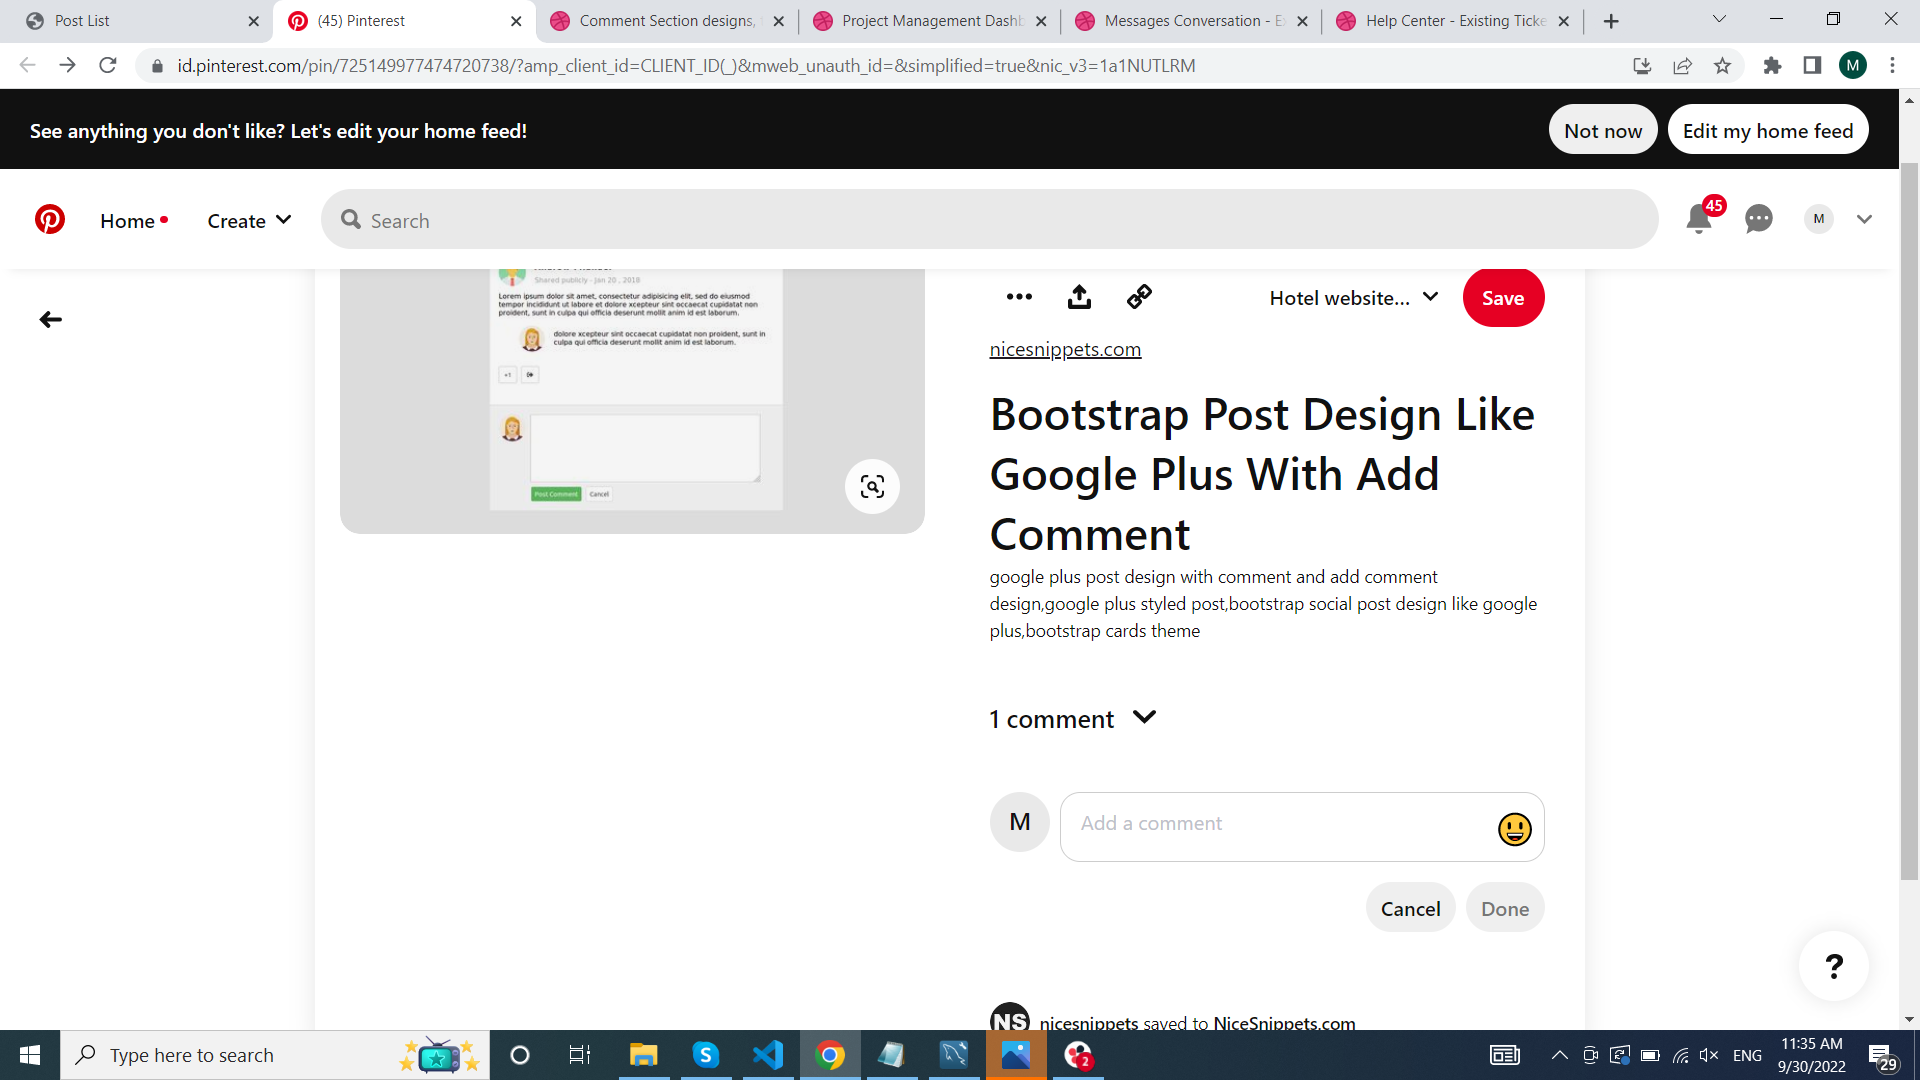 Post List
(45) Pinterest
Comment Section designs,
Project Management Dashb
Messages Conversation - Ex
Help Center - Existing Ticke
id.pinterest.com/pin/725149977474720738/?amp_client_id=CLIENT_ID(_)&mweb_unauth_id=&simplified=true&nic_v3=1a1NUTLRM
M
See anything you don't like? Let's edit your home feed!
Not now
Edit my home feed
Home
Create
Search
45
M
Shared publicly - Jan 20, 2018
Lorem ipsum dolor sit amet, consectetur adipisicing elit, sed do eiusmod
tempor incididunt ut labore et dolore xcepteur sint occaecat cupidatat non
proident, sunt in culpa qui officia deserunt mollit anim id est laborum.
dolore xcepteur sint occaecat cupidatat non proident, sunt in
culpa qui officia deserunt mollit anim id est laborum.
+1
Post Comment
Cancel
Hotel website...
Save
nicesnippets.com
Bootstrap Post Design Like
Google Plus With Add
Comment
google plus post design with comment and add comment
design,google plus styled post,bootstrap social post design like google
plus,bootstrap cards theme
1 comment
M
Add a comment
Cancel
Done
?
NS
nicesnippets saved to NiceSnippets.com
Type here to search
2
ENG
11:35 AM
9/30/2022
29